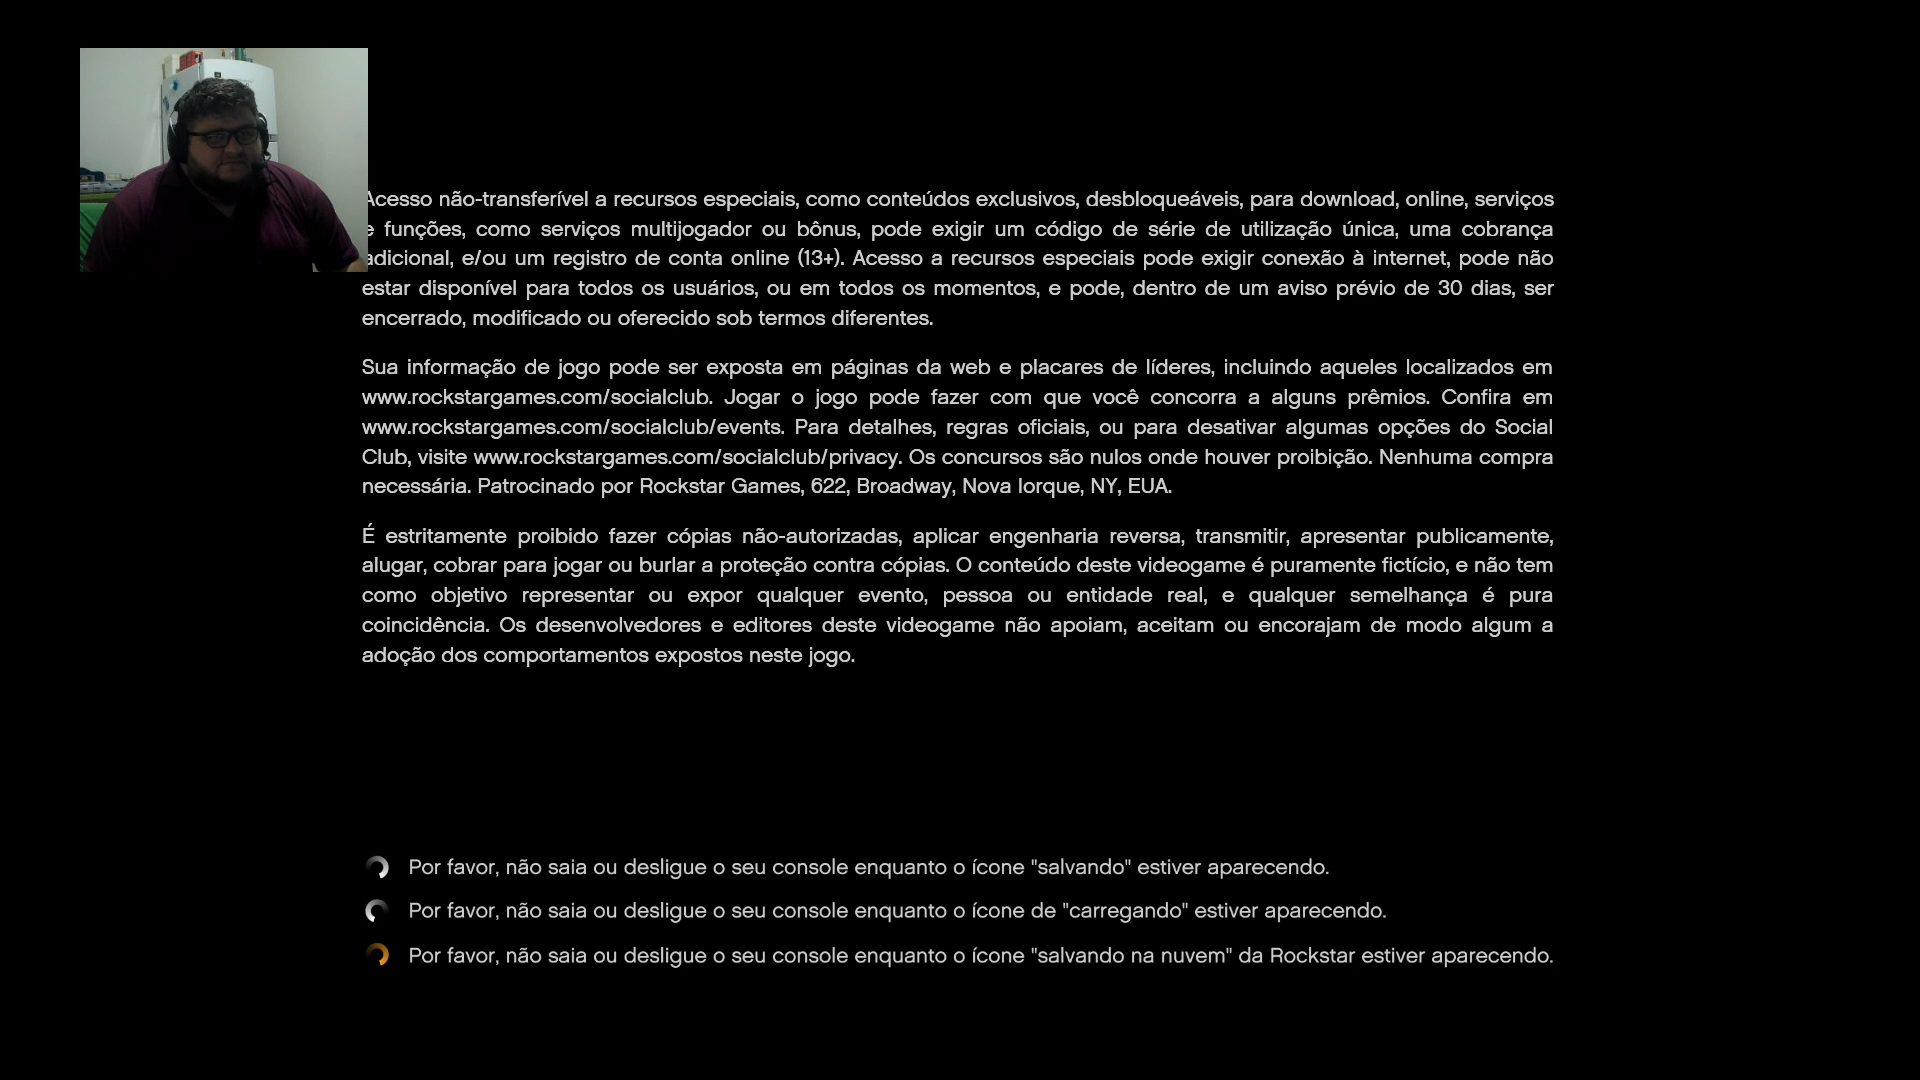 Acesso não-transferível a recursos especiais, como conteúdos exclusivos, desbloqueáveis, para download, online, serviços
e funções, como serviços multijogador ou bônus, pode exigir um código de série de utilização única, uma cobrança
adicional, e/ou um registro de conta online (13+). Acesso a recursos especiais pode exigir conexão à internet, pode não
estar disponível para todos os usuários, ou em todos os momentos, e pode, dentro de um aviso prévio de 30 dias, ser
encerrado, modificado ou oferecido sob termos diferentes.
Sua informação de jogo pode ser exposta em páginas da web e placares de líderes, incluindo aqueles localizados em
www.rockstargames.com/socialclub. Jogar o jogo pode fazer com que você concorra a alguns prêmios. Confira em
www.rockstargames.com/socialclub/events. Para detalhes, regras oficiais, ou para desativar algumas opções do Social
Club, visite www.rockstargames.com/socialclub/privacy. Os concursos são nulos onde houver proibição. Nenhuma compra
necessária. Patrocinado por Rockstar Games, 622, Broadway, Nova Iorque, NY, EUA.
É estritamente proibido fazer cópias não-autorizadas, aplicar engenharia reversa, transmitir, apresentar publicamente,
alugar, cobrar para jogar ou burlar a proteção contra cópias. O conteúdo deste videogame é puramente fictício, e não tem
como objetivo representar ou expor qualquer evento, pessoa ou entidade real, e qualquer semelhança é pura
coincidência. Os desenvolvedores e editores deste videogame não apoiam, aceitam ou encorajam de modo algum a
adoção dos comportamentos expostos neste jogo.
Por favor, não saia ou desligue o seu console enquanto o ícone "salvando" estiver aparecendo.
Por favor, não saia ou desligue o seu console enquanto o ícone de "carregando" estiver aparecendo.
Por favor, não saia ou desligue o seu console enquanto o ícone "salvando na nuvem" da Rockstar estiver aparecendo.